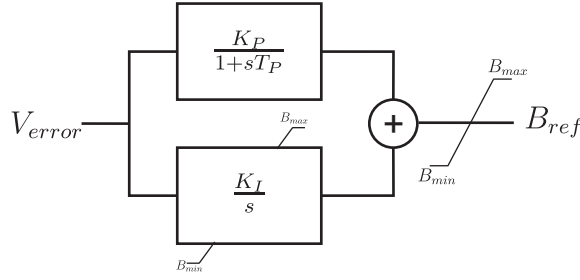 K_P
1+sT_P
B_max
B_max
V_error
+
B_ref
B_min
K_I
s
B_min